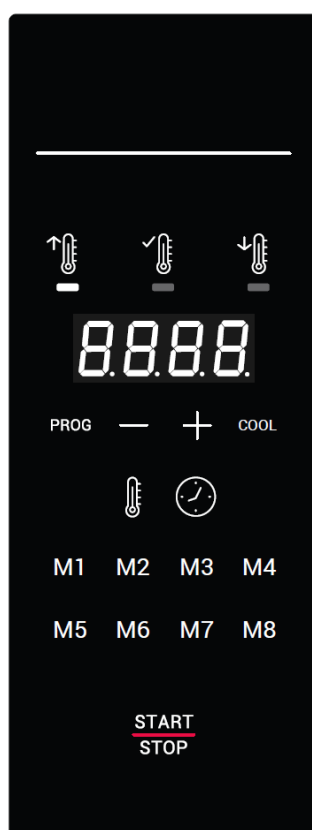 8.8.8.8.
PROG — + COOL
M1 M2 M3 M4
M5 M6 M7 M8
START
STOP